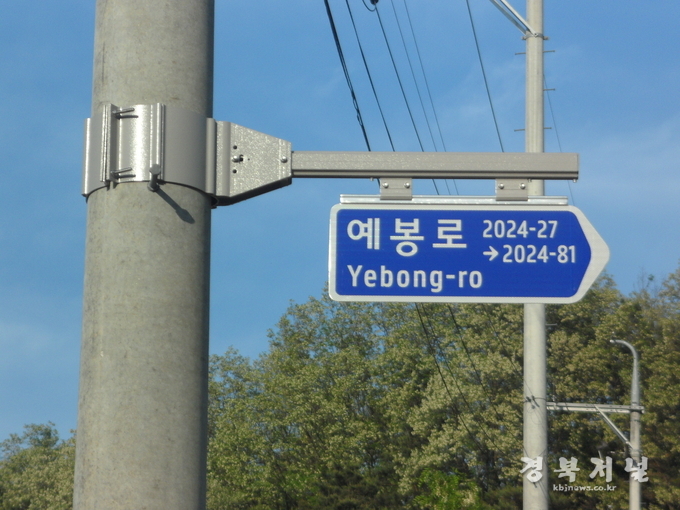 예봉로 2024-27
→2024-81
Yebong-ro
경북저널
kbjnews.co.kr